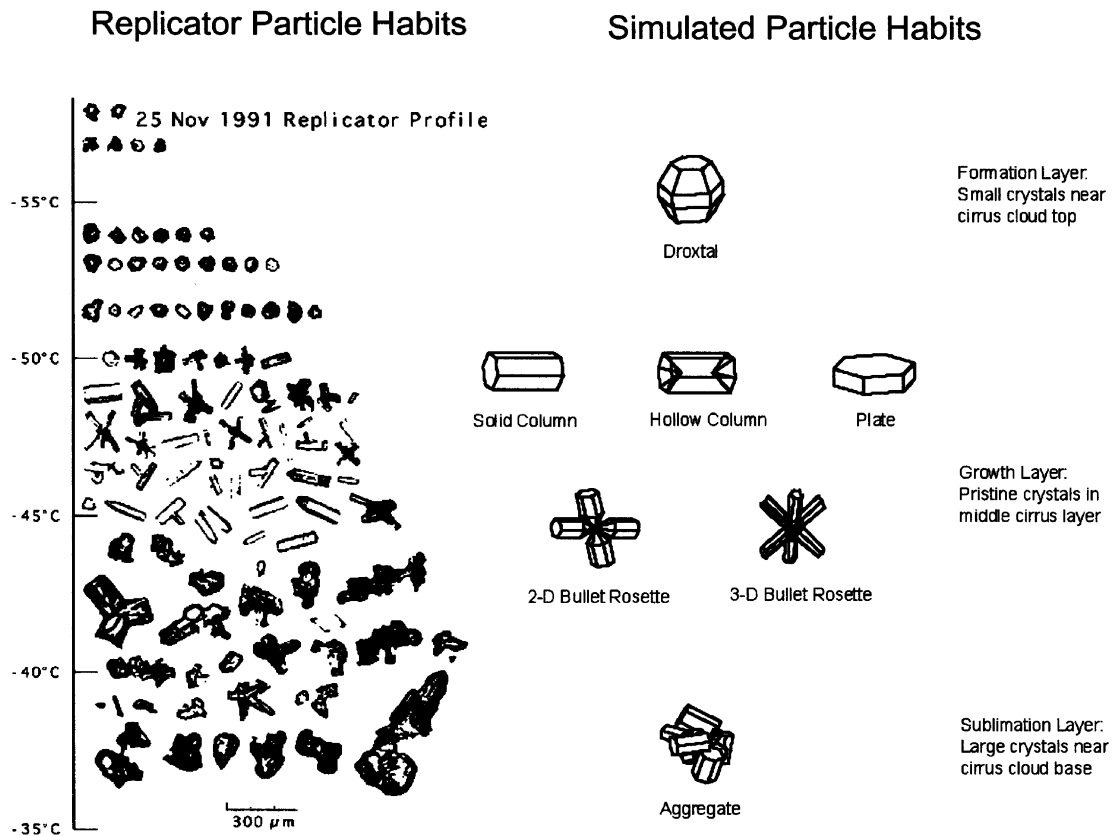 Replicator Particle Habits
Simulated Particle Habits
25 Nov 1991 Replicator Profile
-55°C
-50°C
-45°C
-40°C
-35°C
300 μm
Droxtal
Formation Layer:
Small crystals near
cirrus cloud top
Solid Column
Hollow Column
Plate
2-D Bullet Rosette
3-D Bullet Rosette
Growth Layer:
Pristine crystals in
middle cirrus layer
Aggregate
Sublimation Layer:
Large crystals near
cirrus cloud base